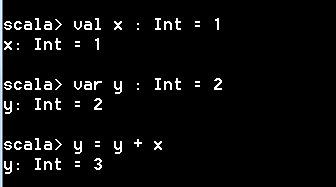 scala> val x : Int = 1
x: Int = 1
scala> var y : Int = 2
y: Int = 2
scala> y = y + x
y: Int = 3